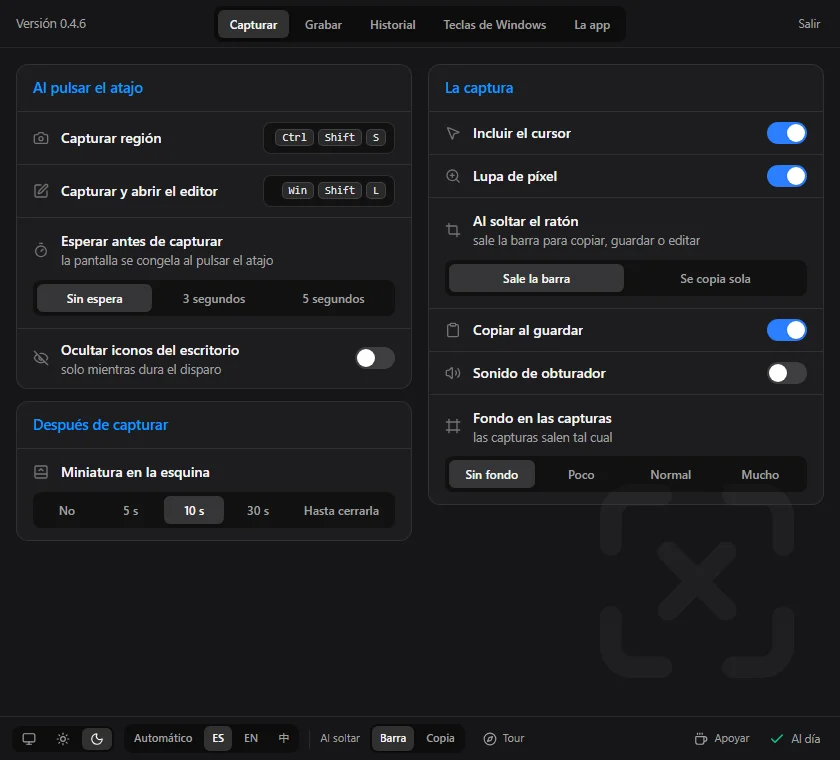 Versión 0.4.6
Capturar Grabar Historial Teclas de Windows La app
Salir
Al pulsar el atajo
Capturar región Ctrl Shift S
Capturar y abrir el editor Win Shift L
Esperar antes de capturar
la pantalla se congela al pulsar el atajo
Sin espera 3 segundos 5 segundos
Ocultar iconos del escritorio
solo mientras dura el disparo
Después de capturar
Miniatura en la esquina
No 5 s 10 s 30 s Hasta cerrarla
La captura
Incluir el cursor
Lupa de píxel
Al soltar el ratón
sale la barra para copiar, guardar o editar
Sale la barra Se copia sola
Copiar al guardar
Sonido de obturador
Fondo en las capturas
las capturas salen tal cual
Sin fondo Poco Normal Mucho
Automático ES EN 中 Al soltar Barra Copia Tour Apoyar Al día